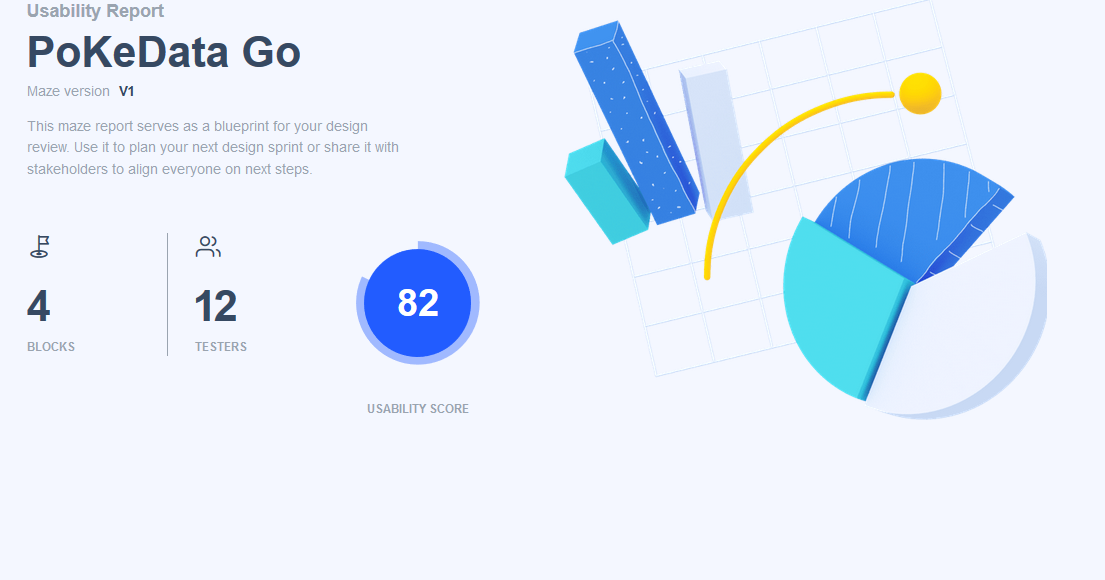 Usability Report
PoKeData Go
Maze version V1
This maze report serves as a blueprint for your design
review. Use it to plan your next design sprint or share it with
stakeholders to align everyone on next steps.
4
BLOCKS
12
TESTERS
82
USABILITY SCORE